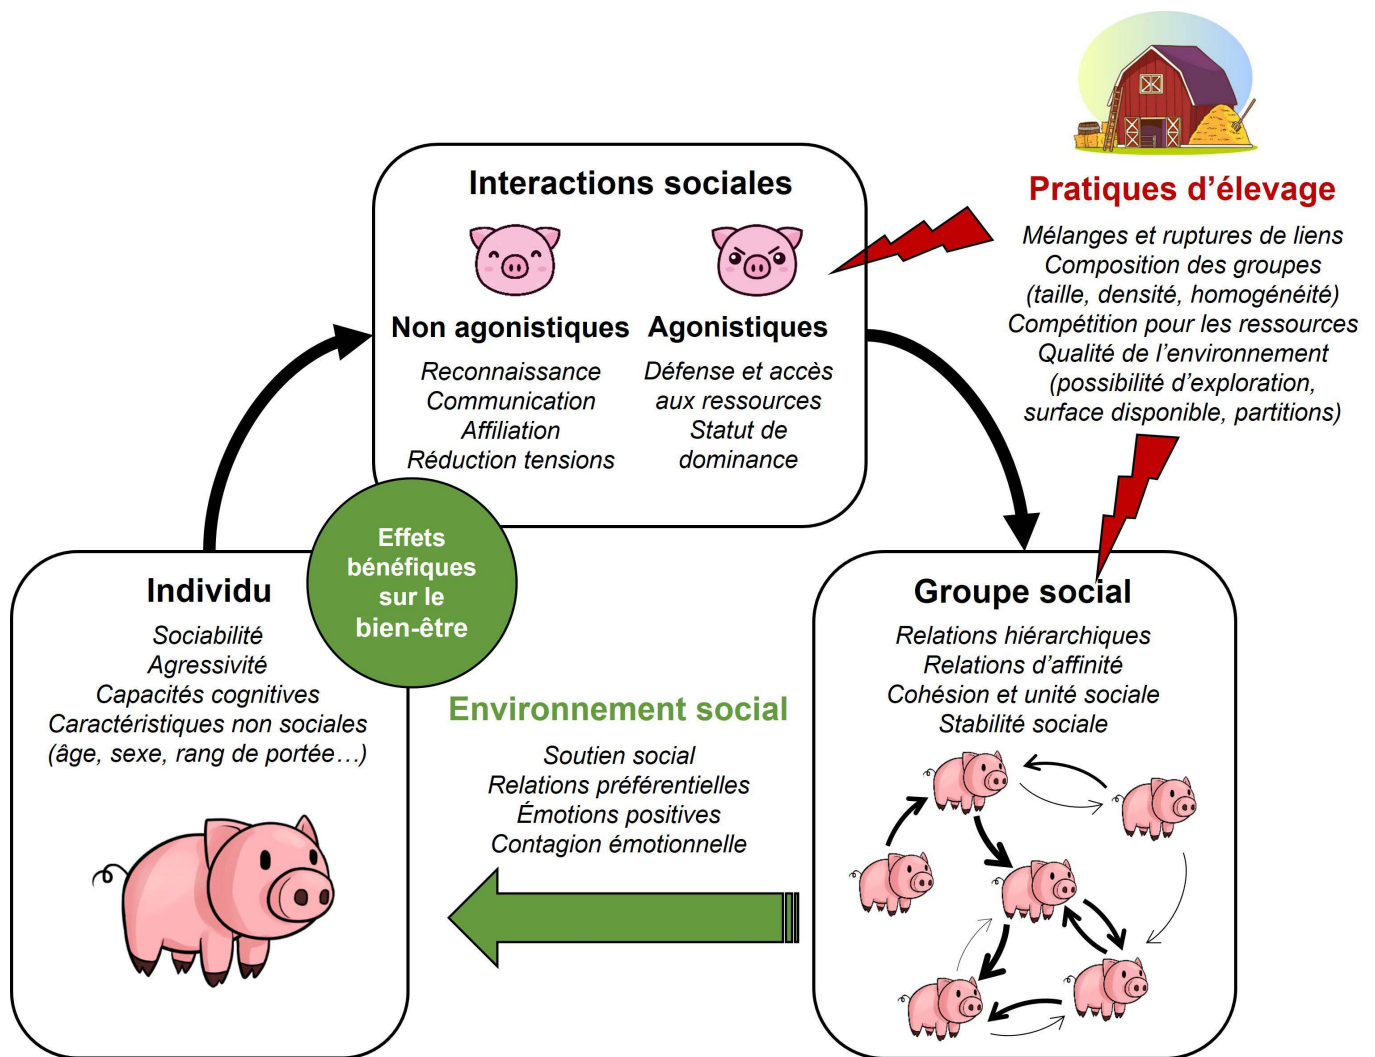 Interactions sociales
Non agonistiques
Reconnaissance
Communication
Affiliation
Réduction tensions
Agonistiques
Défense et accès
aux ressources
Statut de
dominance
Pratiques d’élevage
Mélanges et ruptures de liens
Composition des groupes
(taille, densité, homogénéité)
Compétition pour les ressources
Qualité de l’environnement
(possibilité d’exploration,
surface disponible, partitions)
Effets
bénéfiques
sur le
bien-être
Individu
Sociabilité
Agressivité
Capacités cognitives
Caractéristiques non sociales
(âge, sexe, rang de portée…)
Environnement social
Soutien social
Relations préférentielles
Émotions positives
Contagion émotionnelle
Groupe social
Relations hiérarchiques
Relations d’affinité
Cohésion et unité sociale
Stabilité sociale